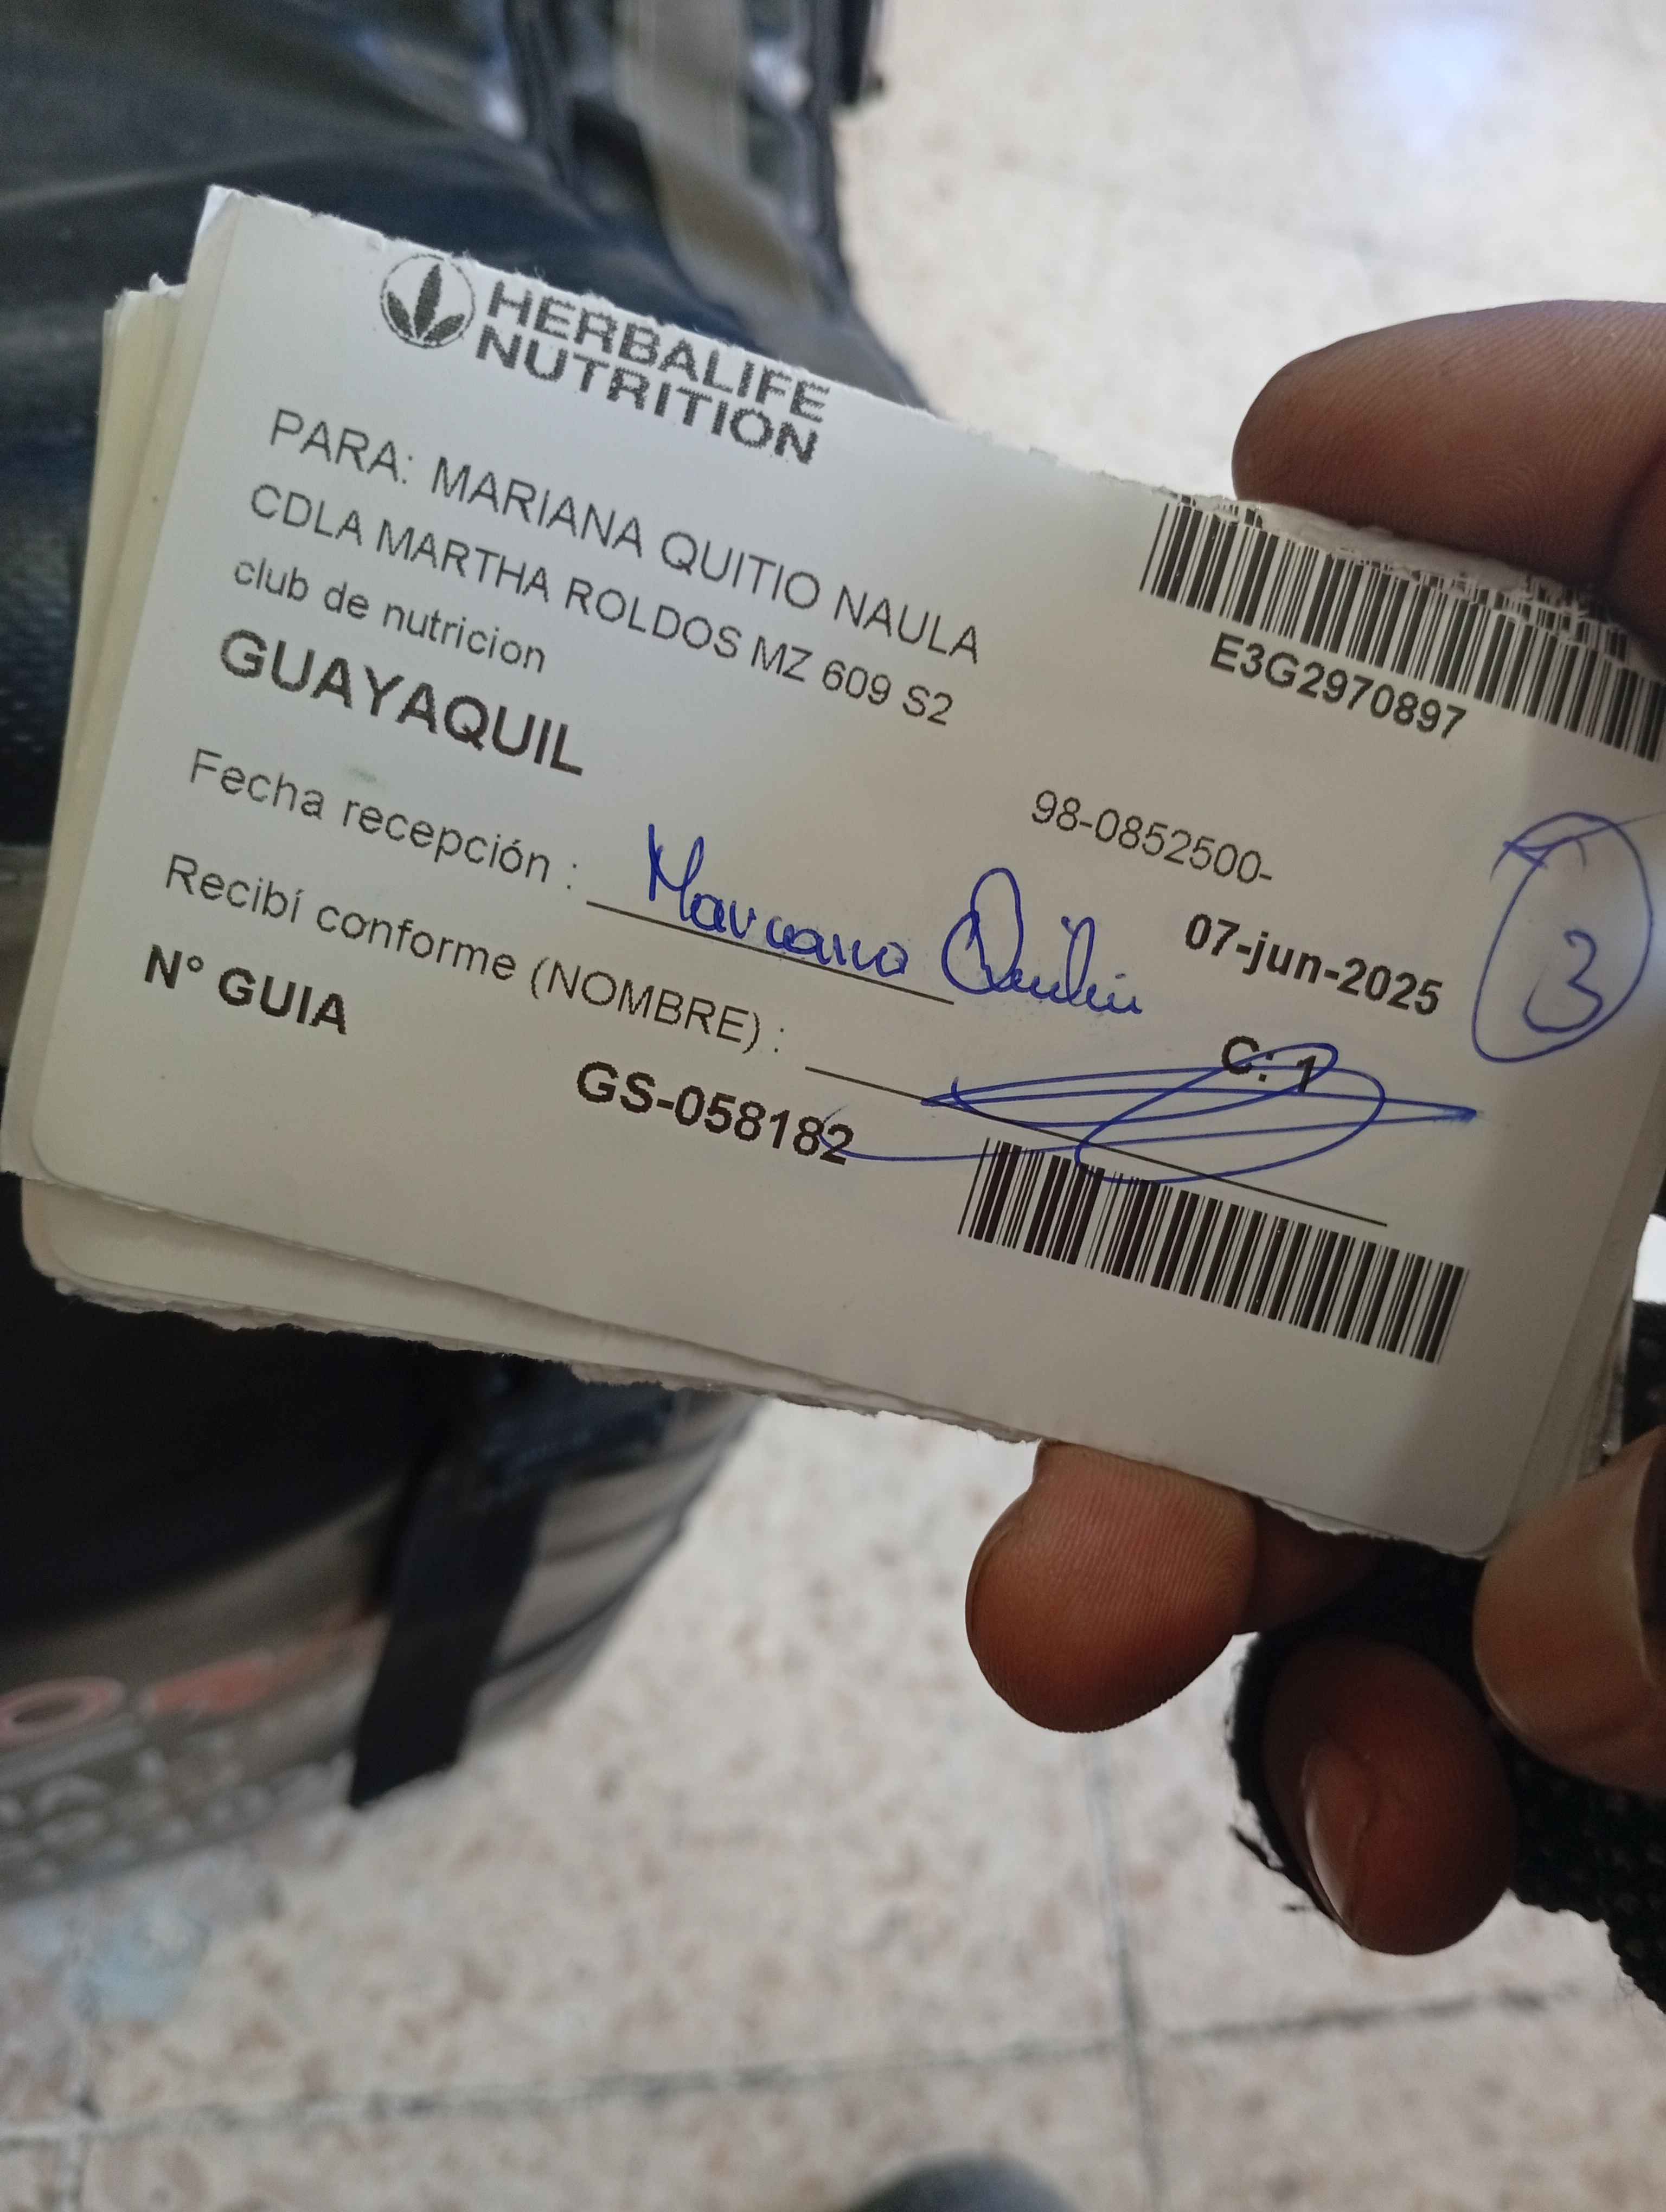 HERBALIFE
NUTRITION
PARA: MARIANA QUITIO NAULA
CDLA MARTHA ROLDOS MZ 609 S2
club de nutricion
GUAYAQUIL
E3G2970897
98-0852500-
Fecha recepción :
07-jun-2025
3
Recibí conforme (NOMBRE) :
C: 1
N° GUIA
GS-058182